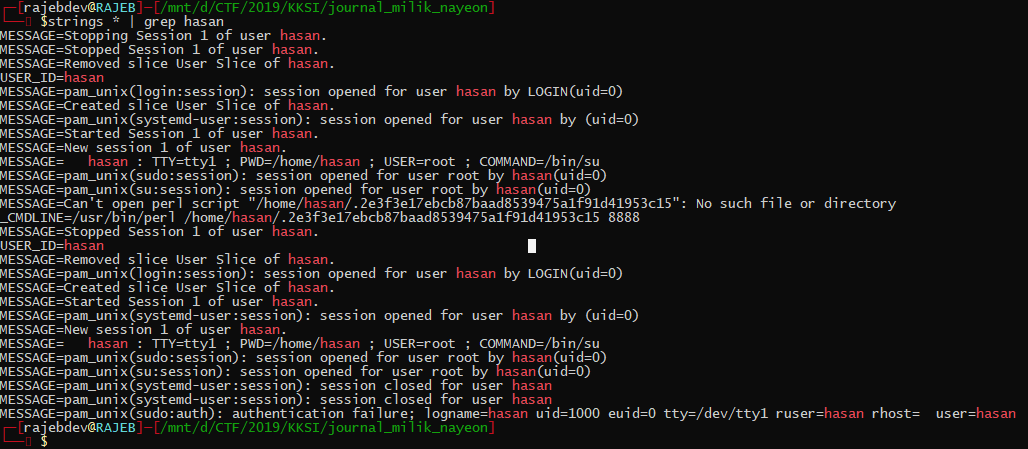 ┌─[rajebdev@RAJEB]─[/mnt/d/CTF/2019/KKSI/journal_milik_nayeon]
└──▯ $strings * | grep hasan
MESSAGE=Stopping Session 1 of user hasan.
MESSAGE=Stopped Session 1 of user hasan.
MESSAGE=Removed slice User Slice of hasan.
USER_ID=hasan
MESSAGE=pam_unix(login:session): session opened for user hasan by LOGIN(uid=0)
MESSAGE=Created slice User Slice of hasan.
MESSAGE=pam_unix(systemd-user:session): session opened for user hasan by (uid=0)
MESSAGE=Started Session 1 of user hasan.
MESSAGE=New session 1 of user hasan.
MESSAGE=   hasan : TTY=tty1 ; PWD=/home/hasan ; USER=root ; COMMAND=/bin/su
MESSAGE=pam_unix(sudo:session): session opened for user root by hasan(uid=0)
MESSAGE=pam_unix(su:session): session opened for user root by hasan(uid=0)
MESSAGE=Can't open perl script "/home/hasan/.2e3f3e17ebcb87baad8539475a1f91d41953c15": No such file or directory
_CMDLINE=/usr/bin/perl /home/hasan/.2e3f3e17ebcb87baad8539475a1f91d41953c15 8888
MESSAGE=Stopped Session 1 of user hasan.
USER_ID=hasan
MESSAGE=Removed slice User Slice of hasan.
MESSAGE=pam_unix(login:session): session opened for user hasan by LOGIN(uid=0)
MESSAGE=Created slice User Slice of hasan.
MESSAGE=Started Session 1 of user hasan.
MESSAGE=pam_unix(systemd-user:session): session opened for user hasan by (uid=0)
MESSAGE=New session 1 of user hasan.
MESSAGE=   hasan : TTY=tty1 ; PWD=/home/hasan ; USER=root ; COMMAND=/bin/su
MESSAGE=pam_unix(sudo:session): session opened for user root by hasan(uid=0)
MESSAGE=pam_unix(su:session): session opened for user root by hasan(uid=0)
MESSAGE=pam_unix(systemd-user:session): session closed for user hasan
MESSAGE=pam_unix(systemd-user:session): session closed for user hasan
MESSAGE=pam_unix(sudo:auth): authentication failure; logname=hasan uid=1000 euid=0 tty=/dev/tty1 ruser=hasan rhost=  user=hasan
┌─[rajebdev@RAJEB]─[/mnt/d/CTF/2019/KKSI/journal_milik_nayeon]
└──▯ $